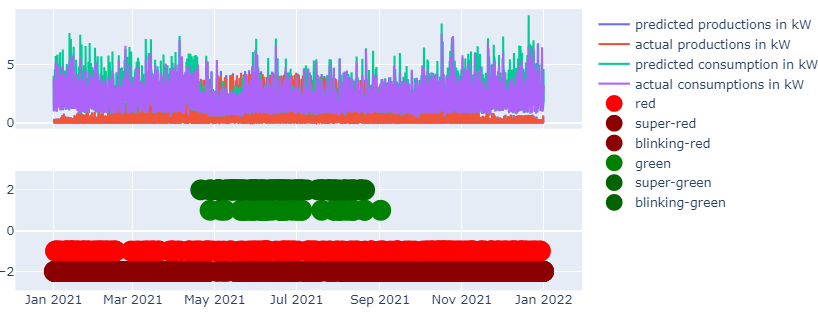 5
0
2
0
−2
Jan 2021
Mar 2021
May 2021
Jul 2021
Sep 2021
Nov 2021
Jan 2022
predicted productions in kW
actual productions in kW
predicted consumption in kW
actual consumptions in kW
red
super-red
blinking-red
green
super-green
blinking-green